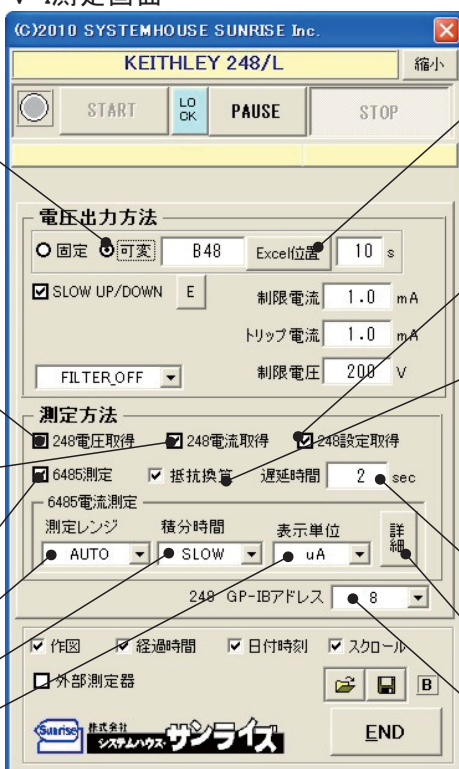 V-I測定画面
(C)2010 SYSTEMHOUSE SUNRISE Inc.
KEITHLEY 248/L 縮小
START LO OK PAUSE STOP
電圧出力方法
固定 可変 B48 Excel位置 10 s
SLOW UP/DOWN E 制限電流 1.0 mA
トリップ電流 1.0 mA
FILTER_OFF 制限電圧 200 V
測定方法
248電圧取得 248電流取得 248設定取得
6485測定 抵抗換算 遅延時間 2 sec
6485電流測定
測定レンジ 積分時間 表示単位 詳細
AUTO SLOW uA
248 GP-IBアドレス 8
作図 経過時間 日付時刻 スクロール
外部測定器 B
Sunrise 株式会社 システムハウス・サンライズ END